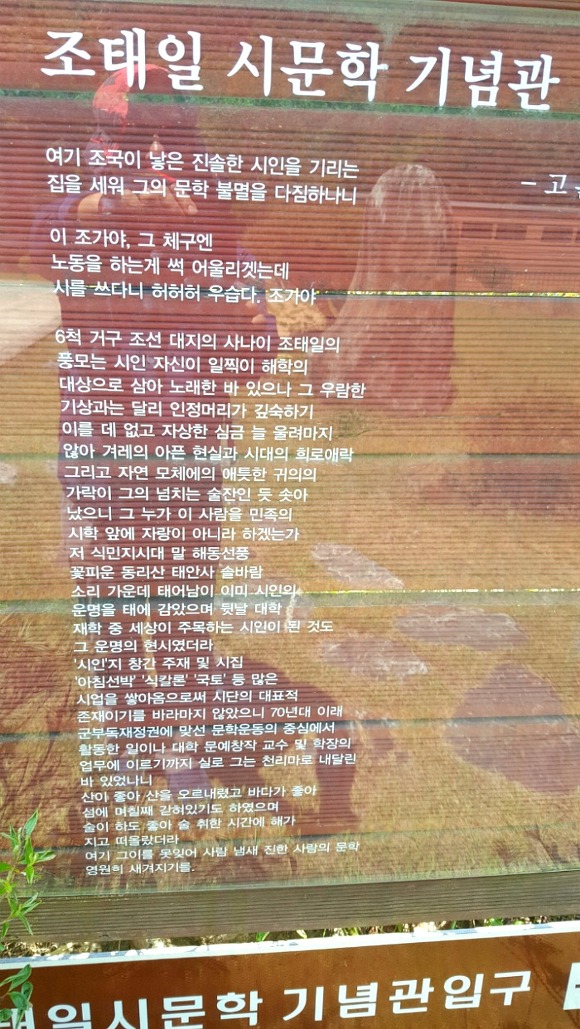 조태일 시문학 기념관
여기 조국이 낳은 진솔한 시인을 기리는
집을 세워 그의 문학 불멸을 다짐하나니
– 고
이 조가야, 그 체구엔
노동을 하는게 썩 어울리겟는데
시를 쓰다니 허허허 우습다. 조가야
6척 거구 조선 대지의 사나이 조태일의
풍모는 시인 자신이 일찍이 해학의
대상으로 삼아 노래한 바 있으나 그 우람한
기상과는 달리 인정머리가 깊숙하기
이를 데 없고 자상한 심금 늘 울려마지
않아 겨레의 아픈 현실과 시대의 희로애락
그리고 자연 모체에의 애틋한 귀의의
가락이 그의 넘치는 술잔인 듯 솟아
났으니 그 누가 이 사람을 민족의
시학 앞에 자랑이 아니라 하겠는가
저 식민지시대 말 해동선풍
꽃피운 동리산 태안사 솔바람
소리 가운데 태어남이 이미 시인의
운명을 태에 감았으며 뒷날 대학
재학 중 세상이 주목하는 시인이 된 것도
그 운명의 현시였더라
'시인'지 창간 주재 및 시집
'아침선박' '식칼론' '국토' 등 많은
시업을 쌓아옴으로써 시단의 대표적
존재이기를 바라마지 않았으니 70년대 이래
군부독재정권에 맞선 문학운동의 중심에서
활동한 일이나 대학 문예창작 교수 및 학장의
업무에 이르기까지 실로 그는 천리마로 내달린
바 있었나니
산이 좋아 산을 오르내렸고 바다가 좋아
섬에 며칠째 갇혀있기도 하였으며
술이 하도 좋아 술 취한 시간에 해가
지고 떠올랐더라
여기 그이를 못잊어 사람 냄새 진한 사람의 문학
영원히 새겨지기를.
일시문학 기념관입구